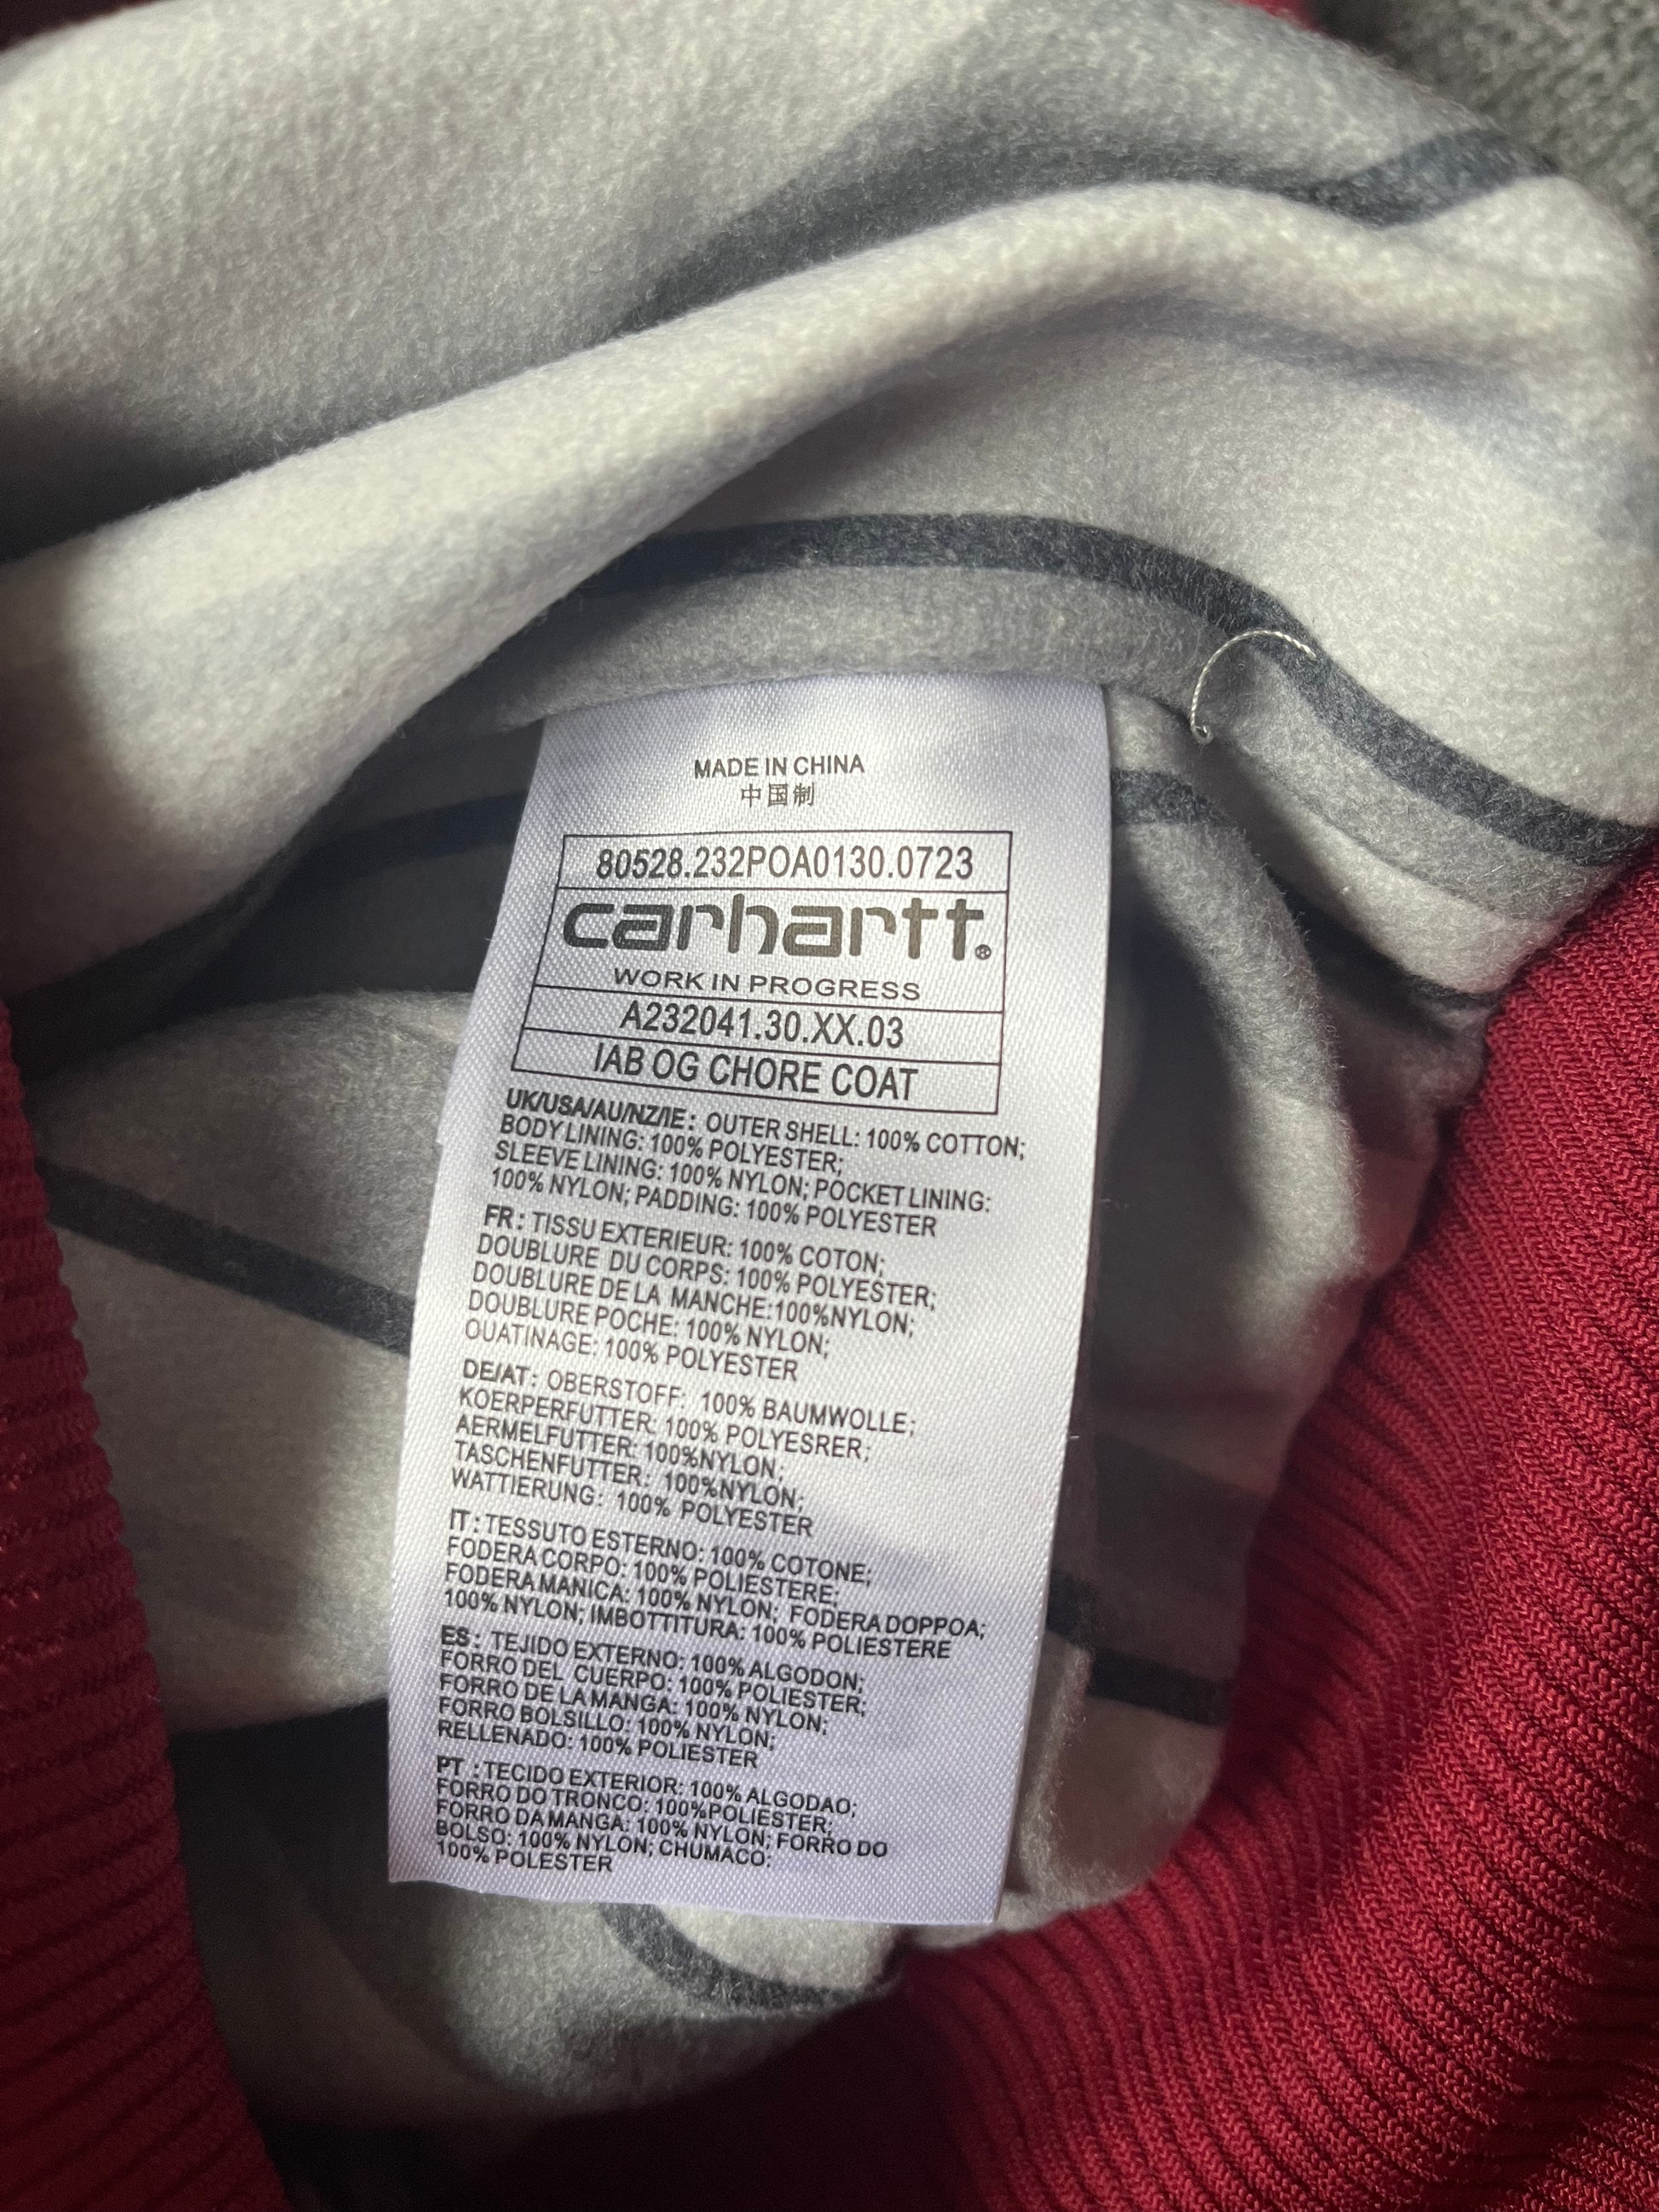 MADE IN CHINA
中国制
80528.232POA0130.0723
carhartt®
WORK IN PROGRESS
A232041.30.XX.03
IAB OG CHORE COAT
UK/USA/AU/NZ/IE: OUTER SHELL: 100% COTTON;
BODY LINING: 100% POLYESTER;
SLEEVE LINING: 100% NYLON; POCKET LINING:
100% NYLON; PADDING: 100% POLYESTER
FR: TISSU EXTERIEUR: 100% COTON;
DOUBLURE DU CORPS: 100% POLYESTER;
DOUBLURE DE LA MANCHE:100%NYLON;
DOUBLURE POCHE: 100% NYLON;
OUATINAGE: 100% POLYESTER
DE/AT: OBERSTOFF: 100% BAUMWOLLE;
KOERPERFUTTER: 100% POLYESRER;
AERMELFUTTER: 100%NYLON;
TASCHENFUTTER: 100%NYLON;
WATTIERUNG: 100% POLYESTER
IT: TESSUTO ESTERNO: 100% COTONE;
FODERA CORPO: 100% POLIESTERE;
FODERA MANICA: 100% NYLON; FODERA DOPPOA:
100% NYLON; IMBOTTITURA: 100% POLIESTERE
ES: TEJIDO EXTERNO: 100% ALGODON;
FORRO DEL CUERPO: 100% POLIESTER;
FORRO DE LA MANGA: 100% NYLON;
FORRO BOLSILLO: 100% NYLON;
RELLENADO: 100% POLIESTER
PT : TECIDO EXTERIOR: 100% ALGODAO;
FORRO DO TRONCO: 100%POLIESTER;
FORRO DA MANGA: 100% NYLON; FORRO DO
BOLSO: 100% NYLON; CHUMACO:
100% POLESTER